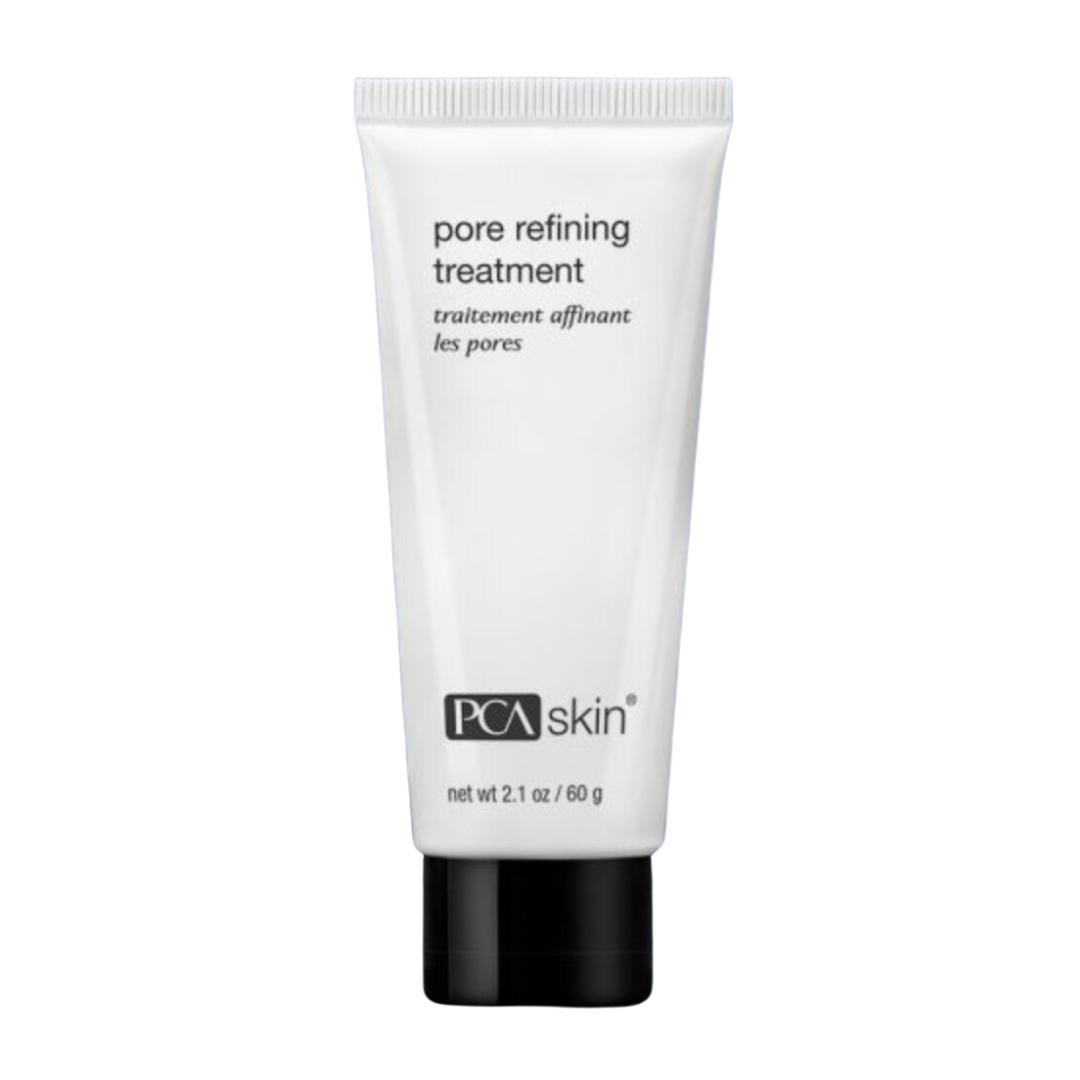 pore refining
treatment
traitement affinant
les pores
PCA skin®
net wt 2.1 oz / 60 g